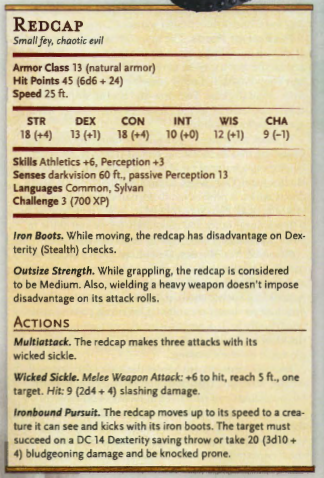 REDCAP
Small fey, chaotic evil
Armor Class 13 (natural armor)
Hit Points 45 (6d6 + 24)
Speed 25 ft.
STR DEX CON INT WIS CHA
18 (+4) 13 (+1) 18 (+4) 10 (+0) 12 (+1) 9 (−1)
Skills Athletics +6, Perception +3
Senses darkvision 60 ft., passive Perception 13
Languages Common, Sylvan
Challenge 3 (700 XP)
Iron Boots. While moving, the redcap has disadvantage on Dex-
terity (Stealth) checks.
Outsize Strength. While grappling, the redcap is considered
to be Medium. Also, wielding a heavy weapon doesn't impose
disadvantage on its attack rolls.
ACTIONS
Multiattack. The redcap makes three attacks with its
wicked sickle.
Wicked Sickle. Melee Weapon Attack: +6 to hit, reach 5 ft., one
target. Hit: 9 (2d4 + 4) slashing damage.
Ironbound Pursuit. The redcap moves up to its speed to a crea-
ture it can see and kicks with its iron boots. The target must
succeed on a DC 14 Dexterity saving throw or take 20 (3d10 +
4) bludgeoning damage and be knocked prone.